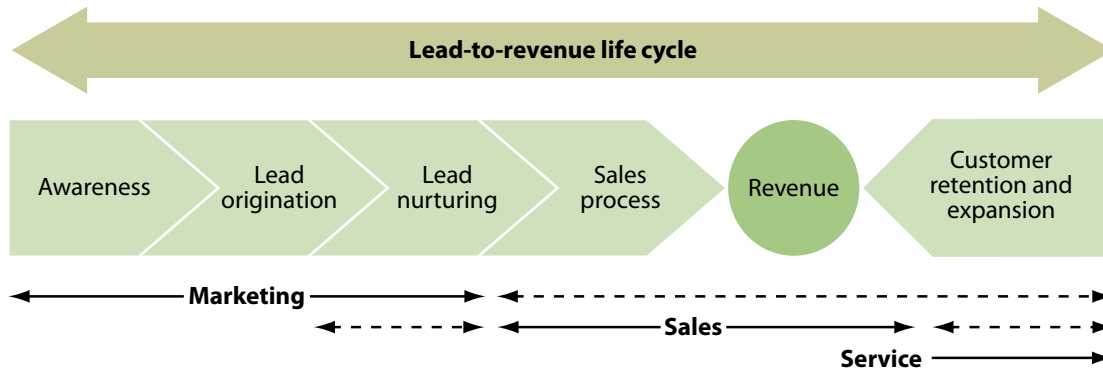 Lead-to-revenue life cycle
Awareness
Lead
origination
Lead
nurturing
Sales
process
Revenue
Customer
retention and
expansion
Marketing
Sales
Service